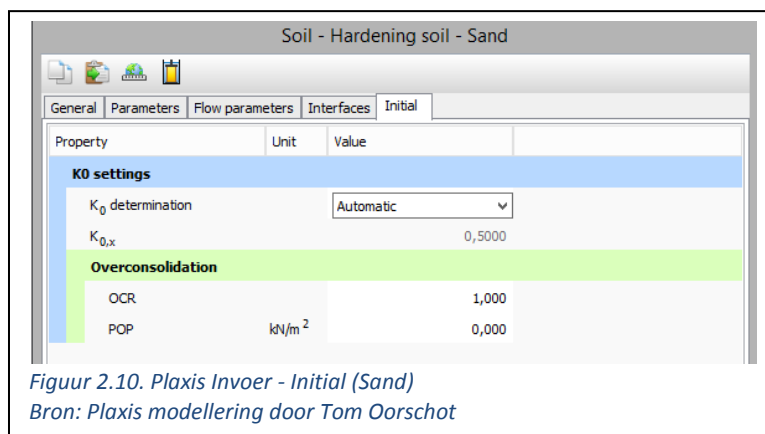 Soil - Hardening soil - Sand
General Parameters Flow parameters Interfaces Initial
Property Unit Value
K0 settings
K0 determination Automatic
K0,x 0,5000
Overconsolidation
OCR 1,000
POP kN/m 2 0,000
Figuur 2.10. Plaxis Invoer - Initial (Sand)
Bron: Plaxis modellering door Tom Oorschot